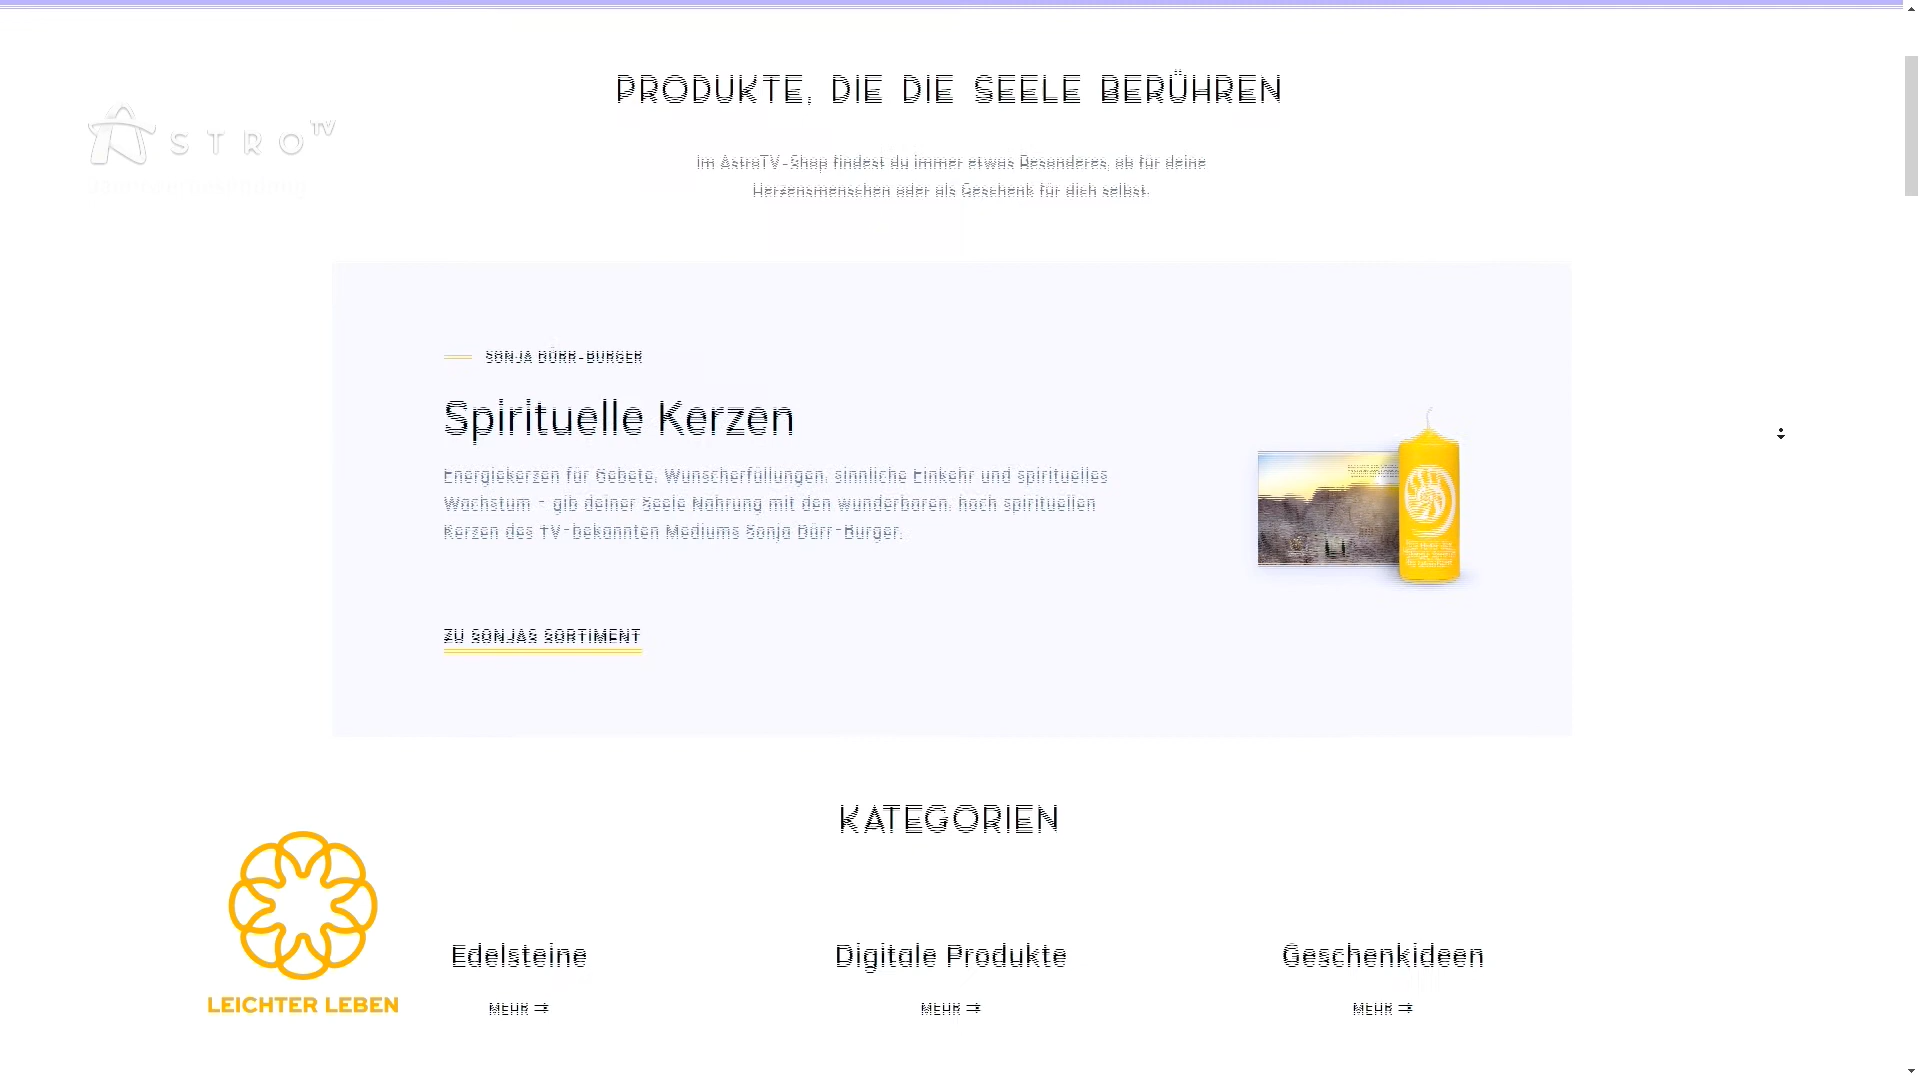 PRODUKTE, DIE DIE SEELE BERÜHREN
ASTRO TV
Im AstroTV-Shop findest du immer etwas Besonderes, ob für deine
Herzensmenschen oder als Geschenk für dich selbst.
SONJA DÜRR-BURGER
Spirituelle Kerzen
Energiekerzen für Gebete, Wunscherfüllungen, sinnliche Einkehr und spirituelles
Wachstum - gib deiner Seele Nahrung mit den wunderbaren, hoch spirituellen
Kerzen des TV-bekannten Mediums Sonja Dürr-Burger.
ZU SONJAS SORTIMENT
KATEGORIEN
Edelsteine
Digitale Produkte
Geschenkideen
MEHR
MEHR
MEHR
LEICHTER LEBEN